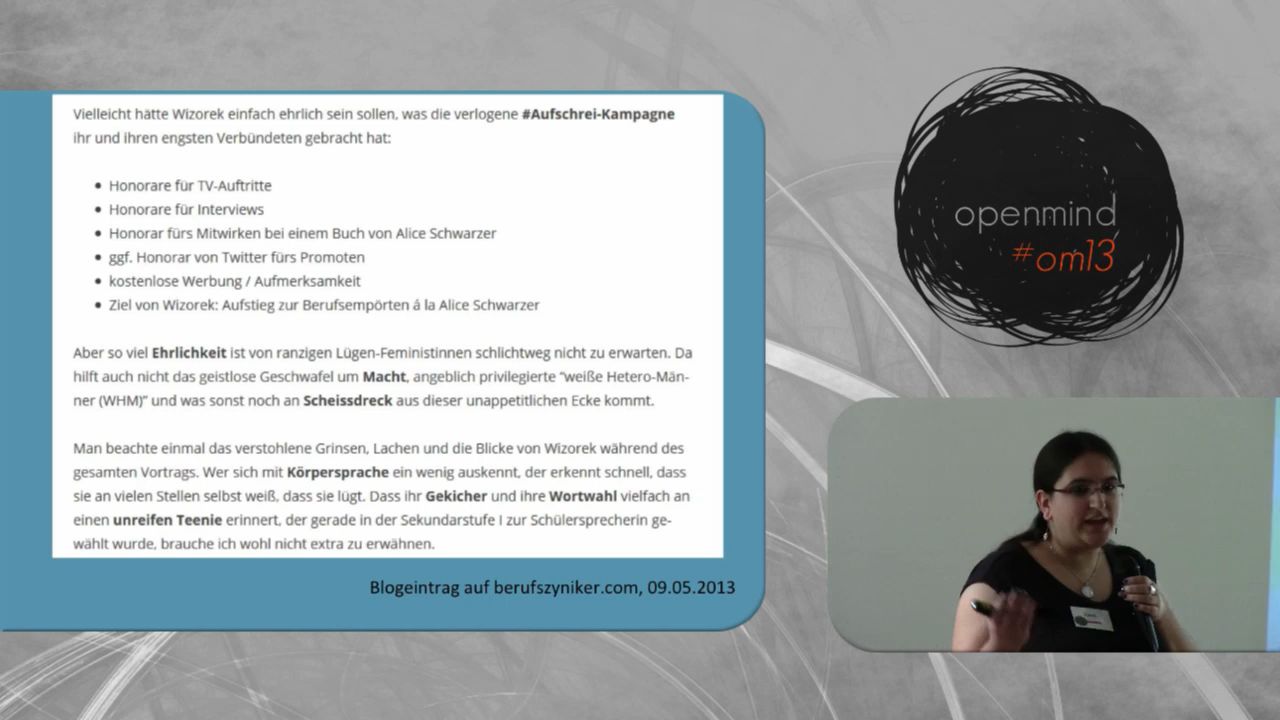 Vielleicht hätte Wizorek einfach ehrlich sein sollen, was die verlogene #Aufschrei-Kampagne
ihr und ihren engsten Verbündeten gebracht hat:
• Honorare für TV-Auftritte
• Honorare für Interviews
• Honorar fürs Mitwirken bei einem Buch von Alice Schwarzer
• ggf. Honorar von Twitter fürs Promoten
• kostenlose Werbung / Aufmerksamkeit
• Ziel von Wizorek: Aufstieg zur Berufsempörten á la Alice Schwarzer
Aber so viel Ehrlichkeit ist von ranzigen Lügen-Feministinnen schlichtweg nicht zu erwarten. Da
hilft auch nicht das geistlose Geschwafel um Macht, angeblich privilegierte “weiße Hetero-Män-
ner (WHM)” und was sonst noch an Scheissdreck aus dieser unappetitlichen Ecke kommt.
Man beachte einmal das verstohlene Grinsen, Lachen und die Blicke von Wizorek während des
gesamten Vortrags. Wer sich mit Körpersprache ein wenig auskennt, der erkennt schnell, dass
sie an vielen Stellen selbst weiß, dass sie lügt. Dass ihr Gekicher und ihre Wortwahl vielfach an
einen unreifen Teenie erinnert, der gerade in der Sekundarstufe I zur Schülersprecherin ge-
wählt wurde, brauche ich wohl nicht extra zu erwähnen.
Blogeintrag auf berufszyniker.com, 09.05.2013
openmind
#om13